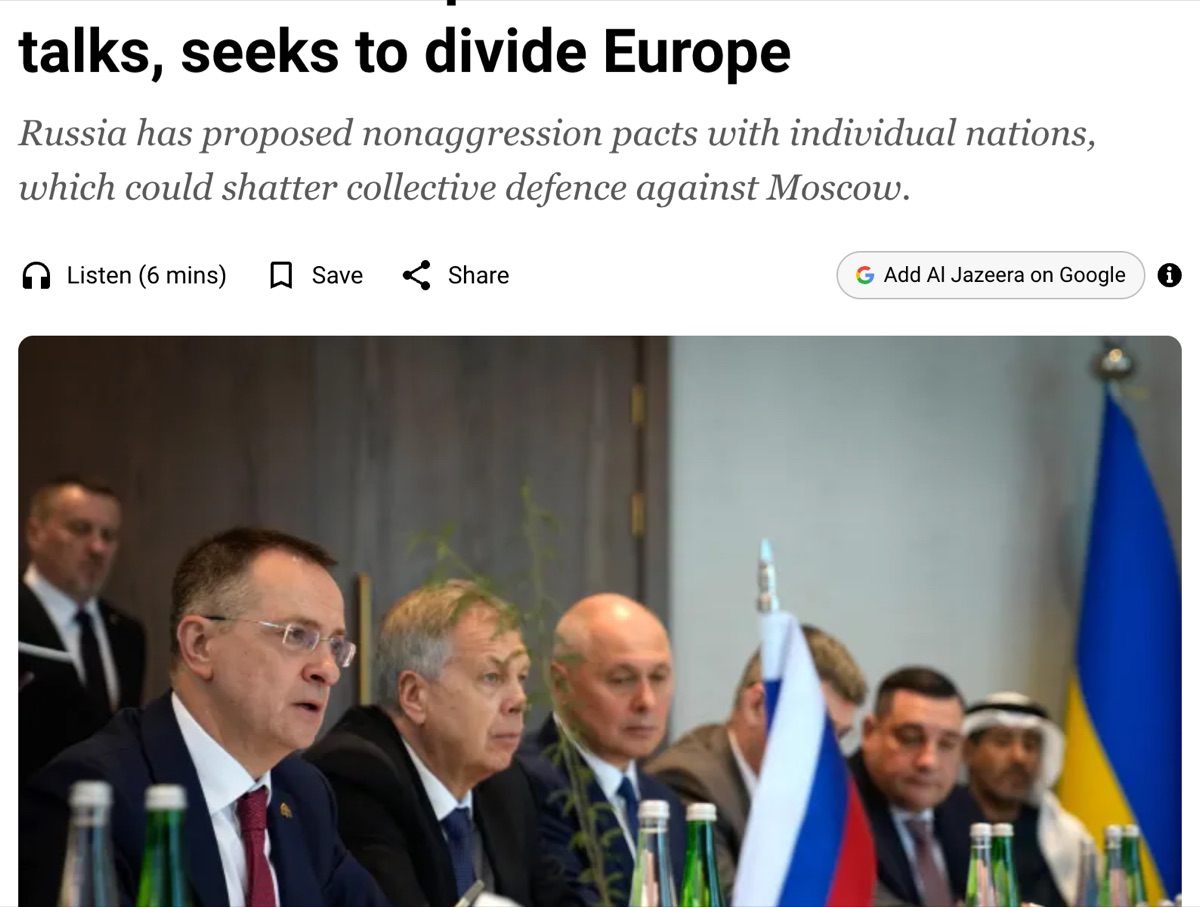 talks, seeks to divide Europe
Russia has proposed nonaggression pacts with individual nations,
which could shatter collective defence against Moscow.
Listen (6 mins)
Save
Share
Add Al Jazeera on Google